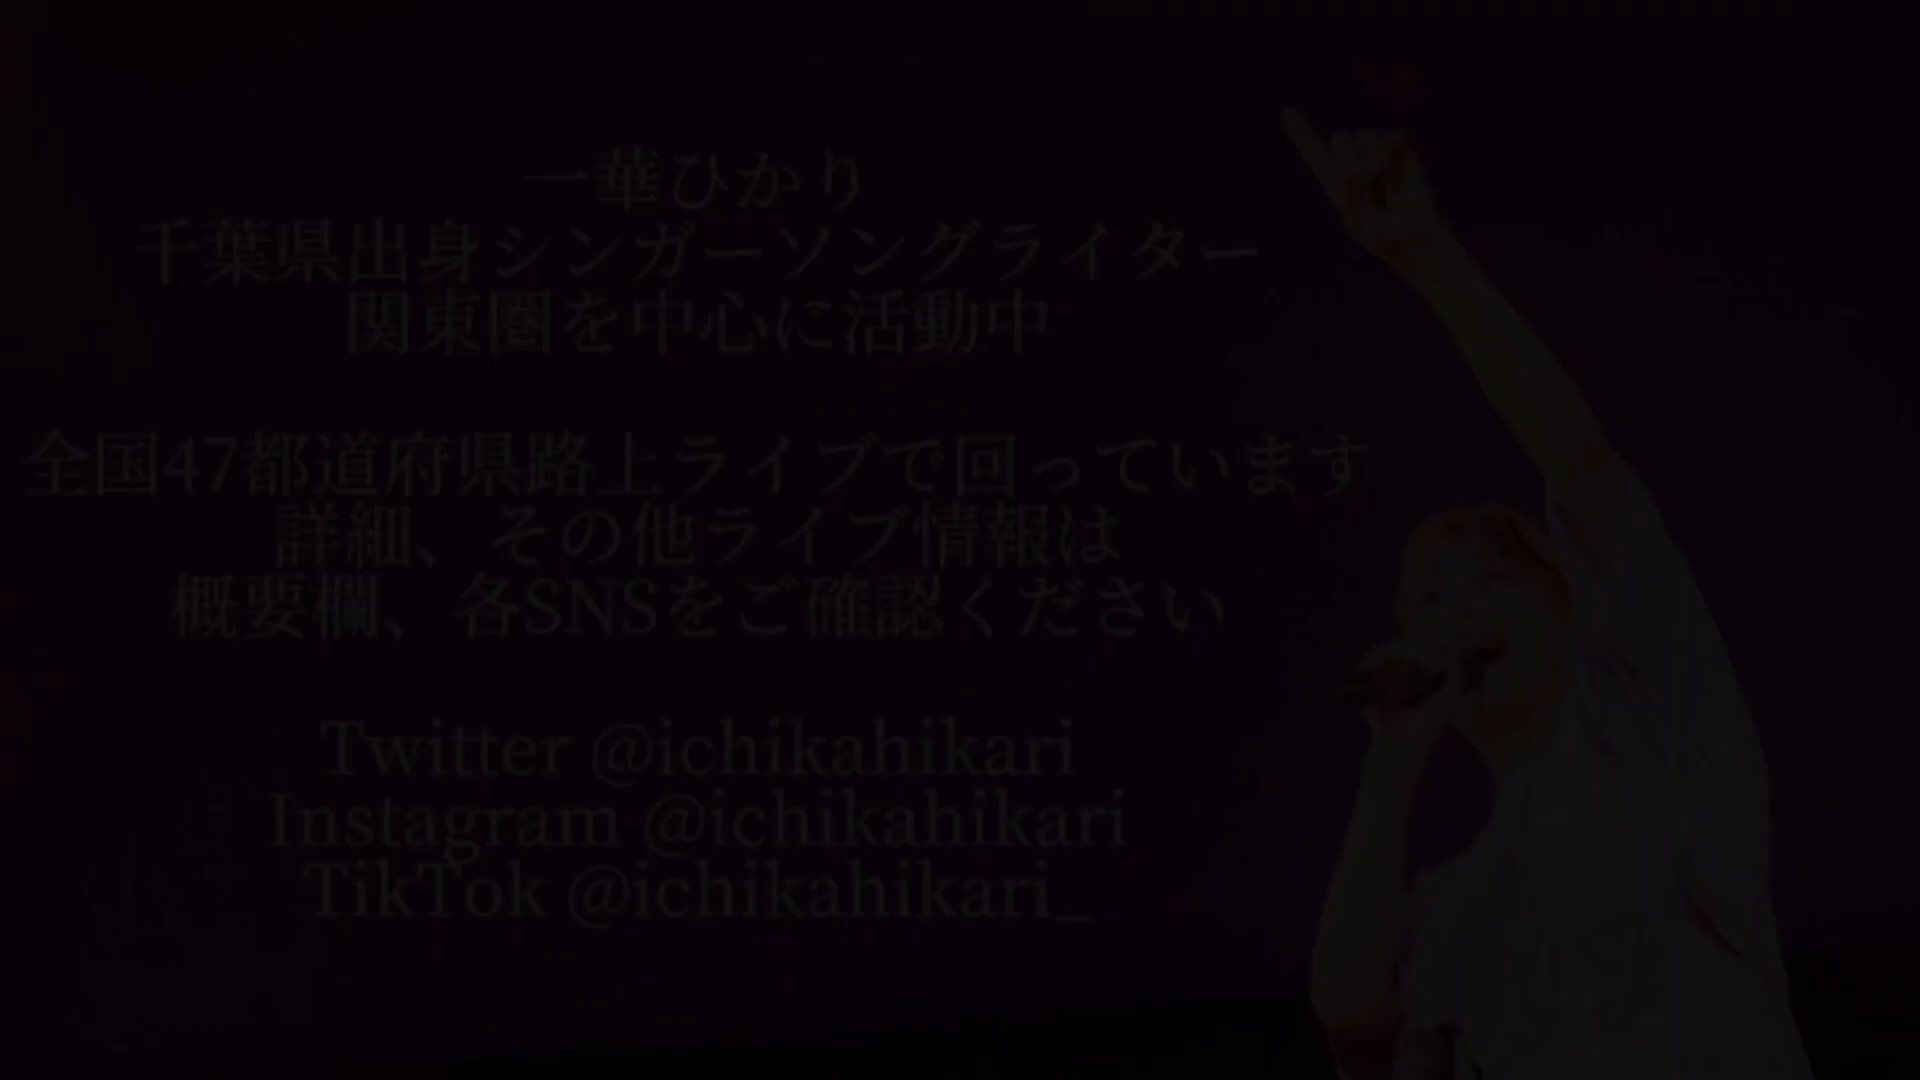 一華ひかり
千葉県出身シンガーソングライター
関東圏を中心に活動中
全国47都道府県路上ライブで回っています
詳細、その他ライブ情報は
概要欄、各SNSをご確認ください
Twitter @ichikahikari
Instagram @ichikahikari
TikTok @ichikahikari_